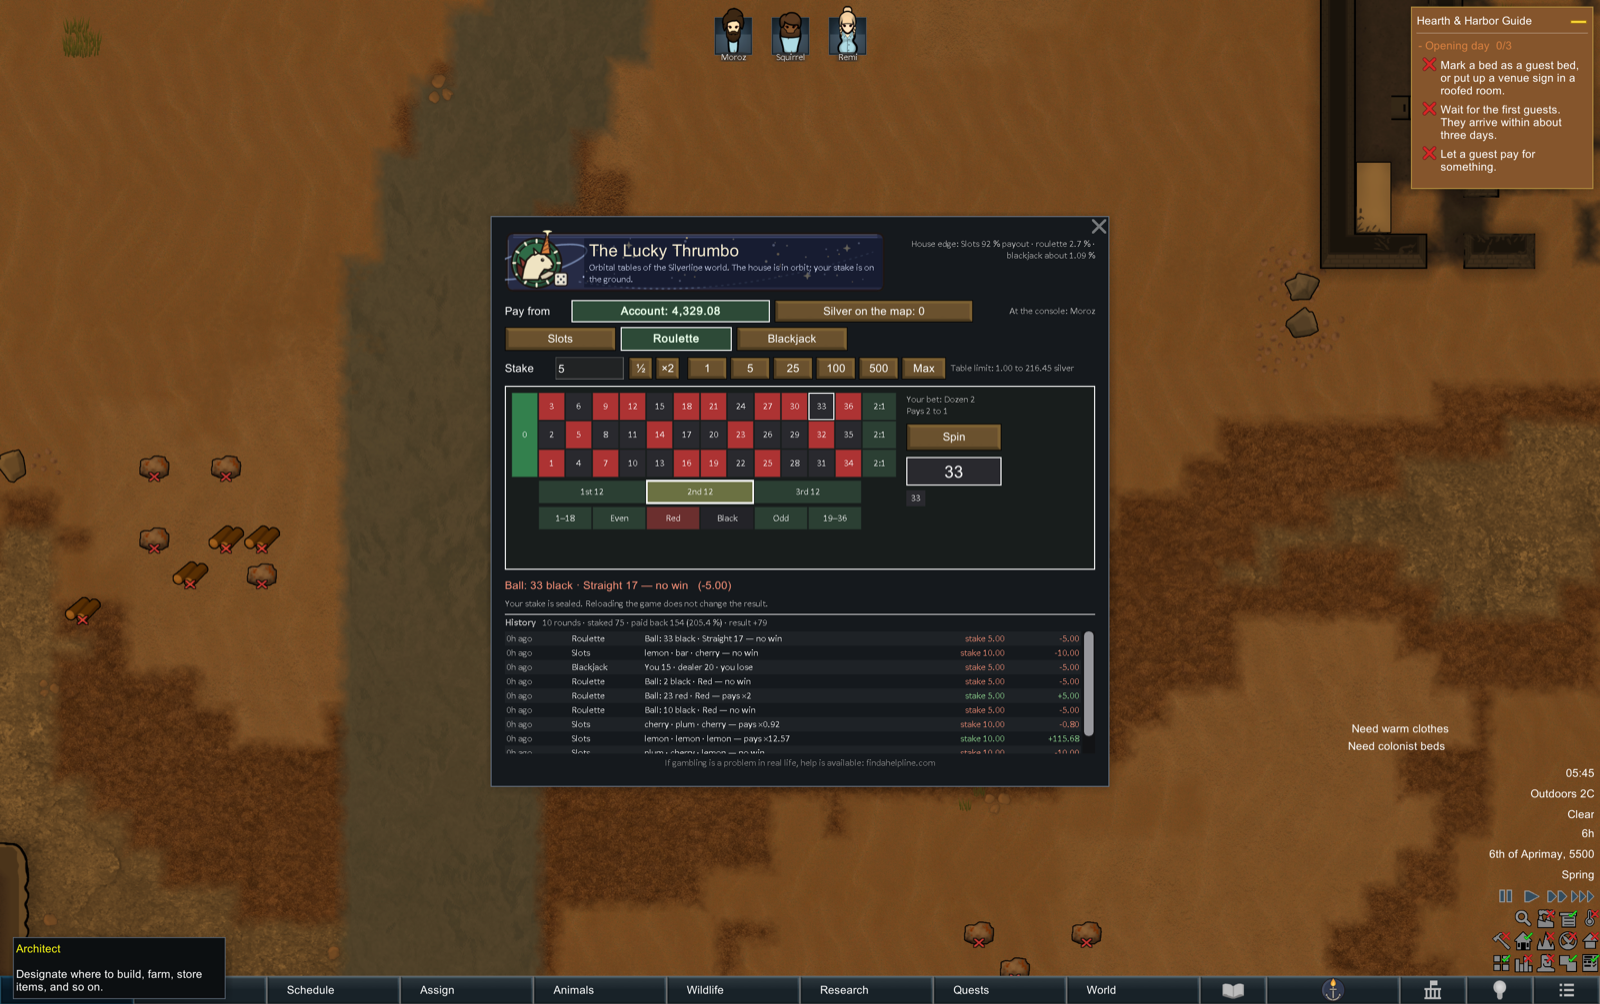 Moroz
Squirrel
Remi
Hearth & Harbor Guide
- Opening day 0/3
Mark a bed as a guest bed,
or put up a venue sign in a
roofed room.
Wait for the first guests.
They arrive within about
three days.
Let a guest pay for
something.
The Lucky Thrumbo
Orbital tables of the Silverline world. The house is in orbit; your stake is on
the ground.
House edge: Slots 92 % payout · roulette 2.7 % ·
blackjack about 1.09 %
Pay from
Account: 4,329.08
Silver on the map: 0
At the console: Moroz
Slots
Roulette
Blackjack
Stake
5
½
×2
1
5
25
100
500
Max
Table limit: 1.00 to 216.45 silver
3 6 9 12 15 18 21 24 27 30 33 36 2:1
0
2 5 8 11 14 17 20 23 26 29 32 35 2:1
1 4 7 10 13 16 19 22 25 28 31 34 2:1
1st 12
2nd 12
3rd 12
1–18
Even
Red
Black
Odd
19–36
Your bet: Dozen 2
Pays 2 to 1
Spin
33
33
Ball: 33 black · Straight 17 — no win (-5.00)
Your stake is sealed. Reloading the game does not change the result.
History 10 rounds · staked 75 · paid back 154 (205.4 %) · result +79
0h ago Roulette Ball: 33 black · Straight 17 — no win stake 5.00 -5.00
0h ago Slots lemon · bar · cherry — no win stake 10.00 -10.00
0h ago Blackjack You 15 · dealer 20 · you lose stake 5.00 -5.00
0h ago Roulette Ball: 2 black · Red — no win stake 5.00 -5.00
0h ago Roulette Ball: 23 red · Red — pays ×2 stake 5.00 +5.00
0h ago Roulette Ball: 10 black · Red — no win stake 5.00 -5.00
0h ago Slots cherry · plum · cherry — pays ×0.92 stake 10.00 -0.80
0h ago Slots lemon · lemon · lemon — pays ×12.57 stake 10.00 +115.68
0h ago Slots plum · cherry · lemon — no win stake 10.00 -10.00
If gambling is a problem in real life, help is available: findahelpline.com
Need warm clothes
Need colonist beds
05:45
Outdoors 2C
Clear
6h
6th of Aprimay, 5500
Spring
Architect
Designate where to build, farm, store
items, and so on.
Schedule
Assign
Animals
Wildlife
Research
Quests
World